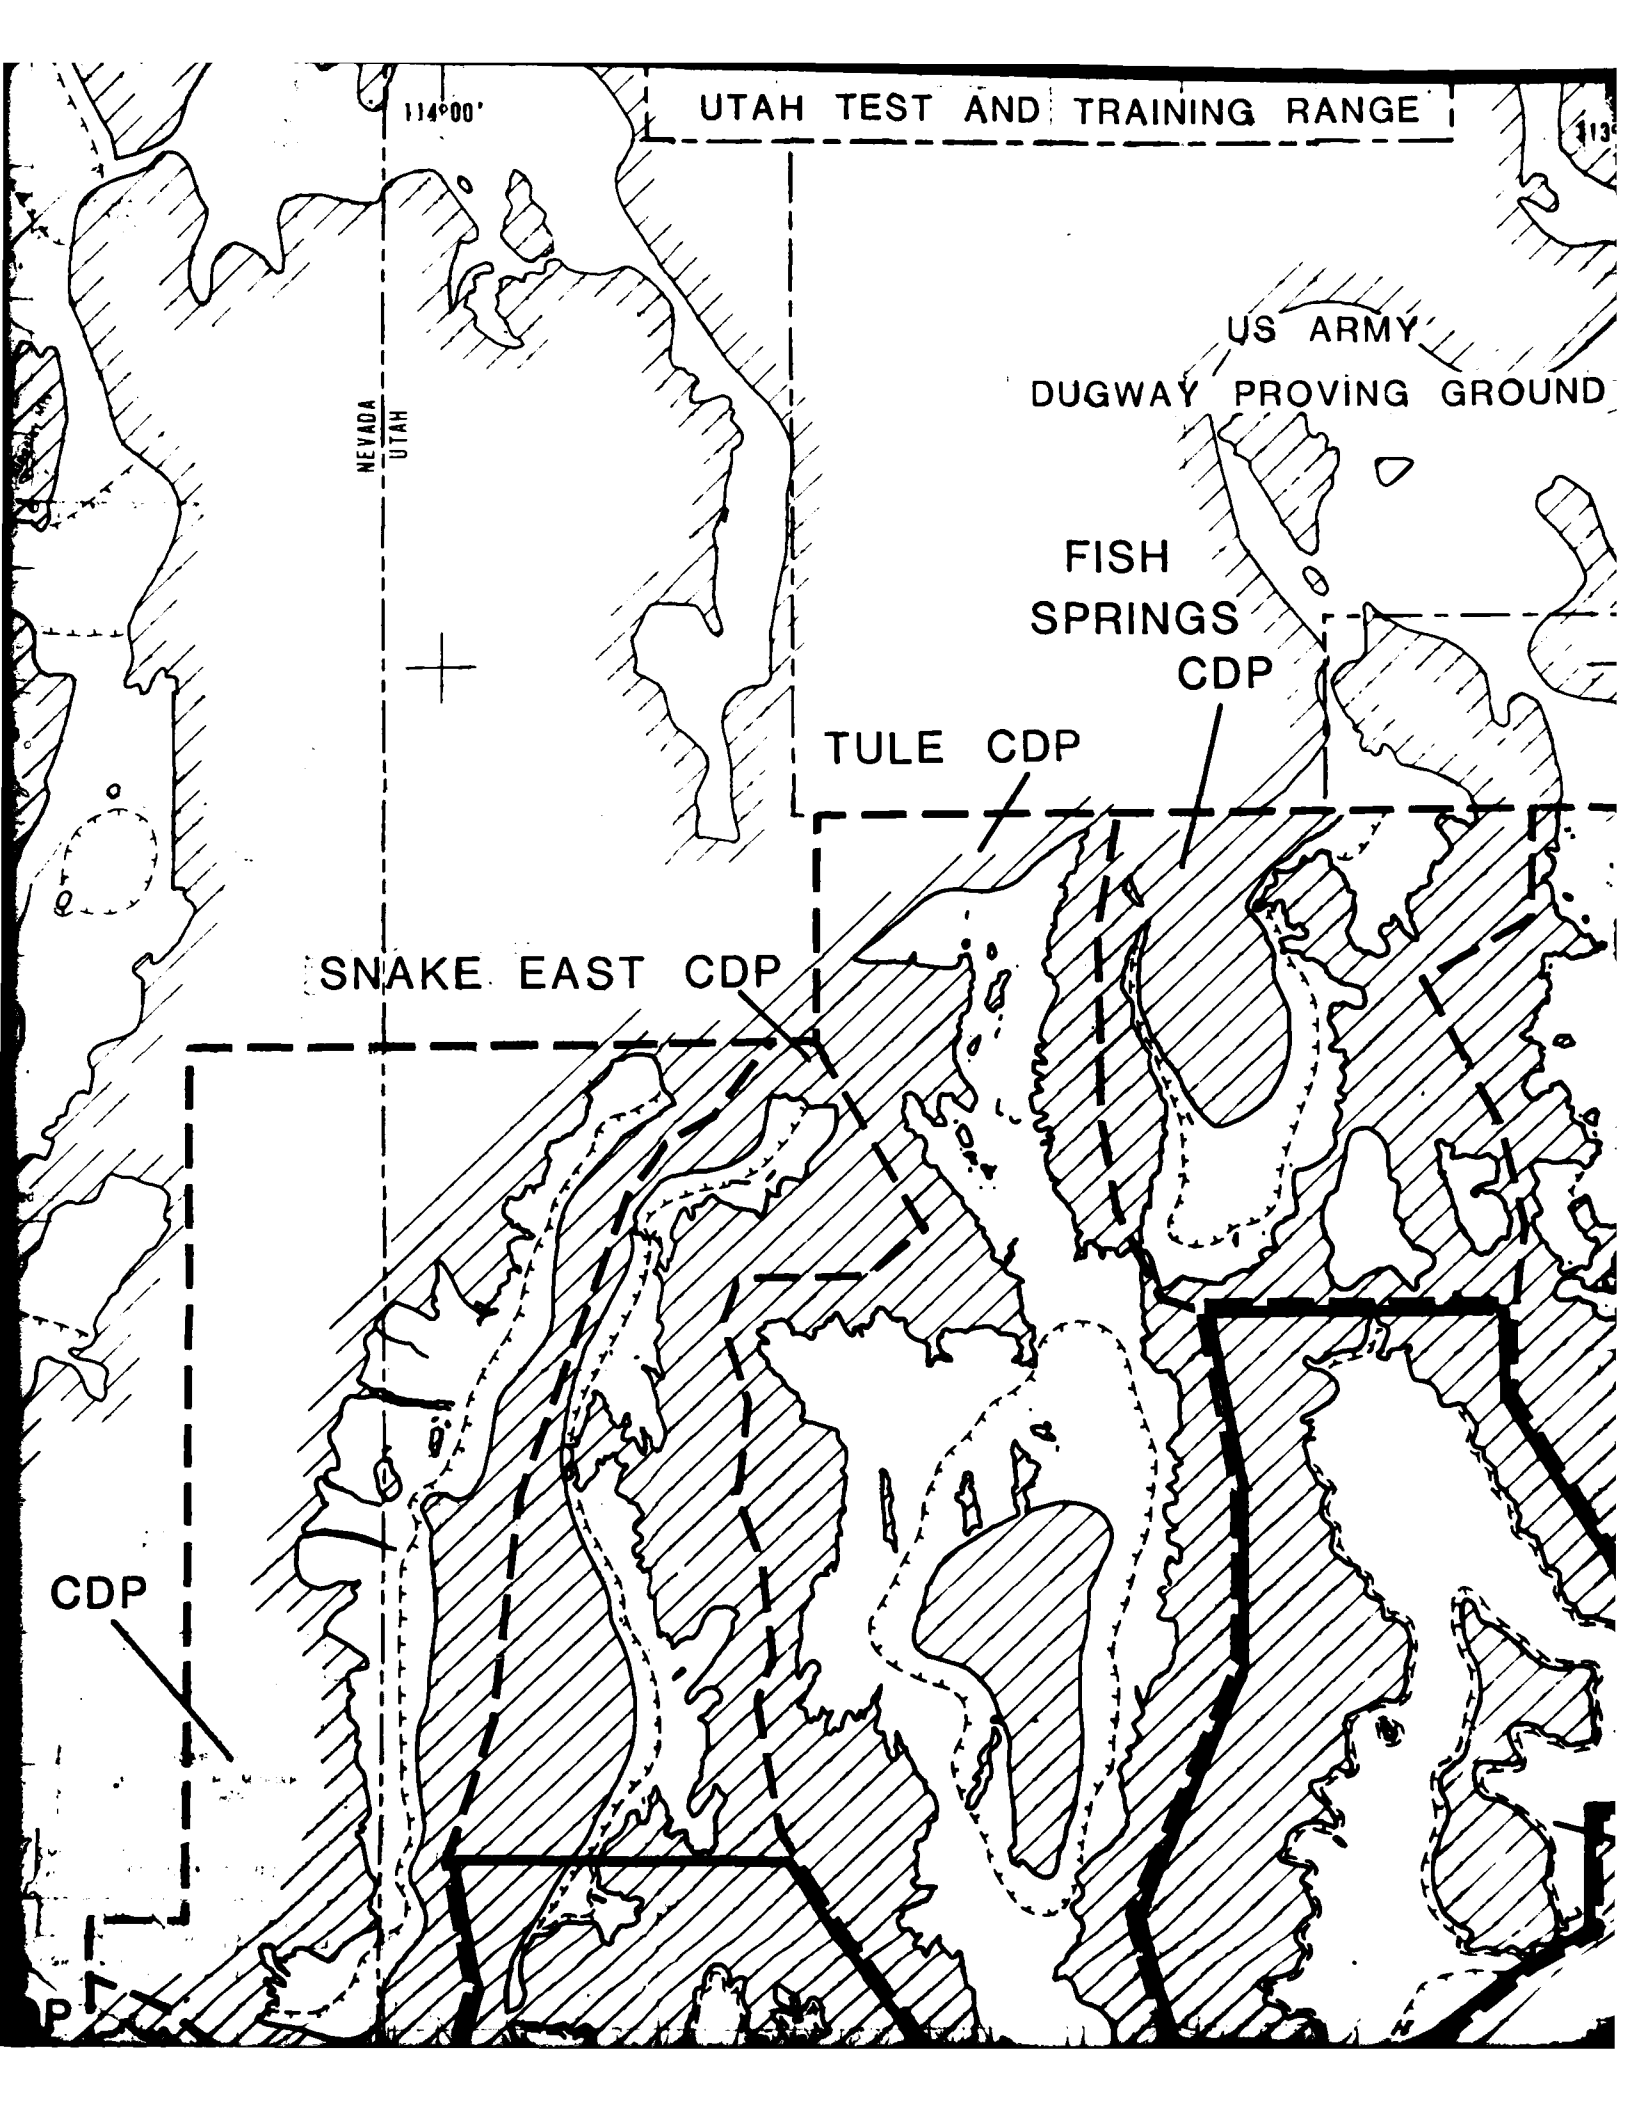 114°00'
UTAH TEST AND TRAINING RANGE
113°
US ARMY
DUGWAY PROVING GROUND
NEVADA
UTAH
FISH
SPRINGS
CDP
TULE CDP
SNAKE EAST CDP
CDP
P